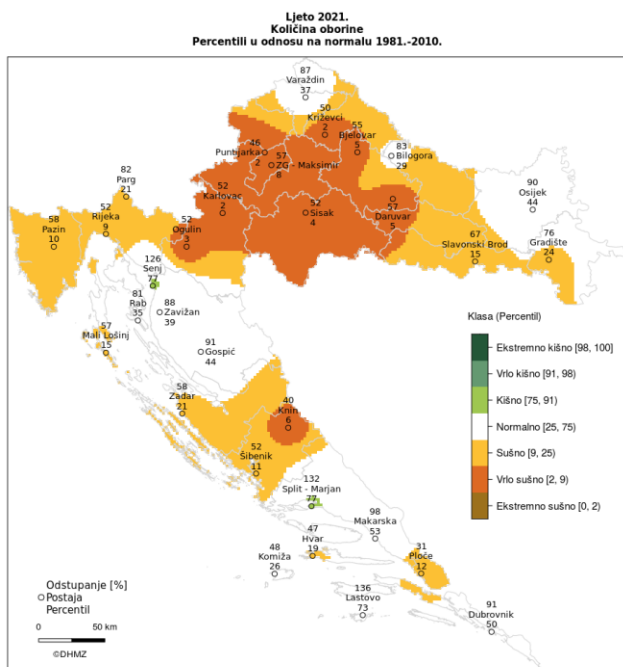 Ljeto 2021.
Količina oborine
Percentili u odnosu na normalu 1981.-2010.
87
Varaždin
37
50
Križevci
2
55
Bjelovar
5
46
Puntijarka
2
57
ZG - Maksimir
8
83
Bilogora
29
90
Osijek
44
82
Parg
21
52
Karlovac
2
52
Sisak
4
57
Daruvar
5
58
Pazin
10
52
Rijeka
9
52
Ogulin
3
67
Slavonski Brod
15
76
Gradište
24
126
Senj
77
81
Rab
35
88
Zavižan
39
57
Mali Lošinj
15
91
Gospić
44
58
Zadar
21
40
Knin
6
52
Šibenik
11
132
Split - Marjan
77
98
Makarska
53
47
Hvar
19
48
Komiža
26
31
Ploče
12
136
Lastovo
73
91
Dubrovnik
50
Klasa (Percentil)
Ekstremno kišno [98, 100]
Vrlo kišno [91, 98)
Kišno [75, 91)
Normalno [25, 75)
Sušno [9, 25)
Vrlo sušno [2, 9)
Ekstremno sušno [0, 2)
Odstupanje [%]
Postaja
Percentil
0 50 km
©DHMZ